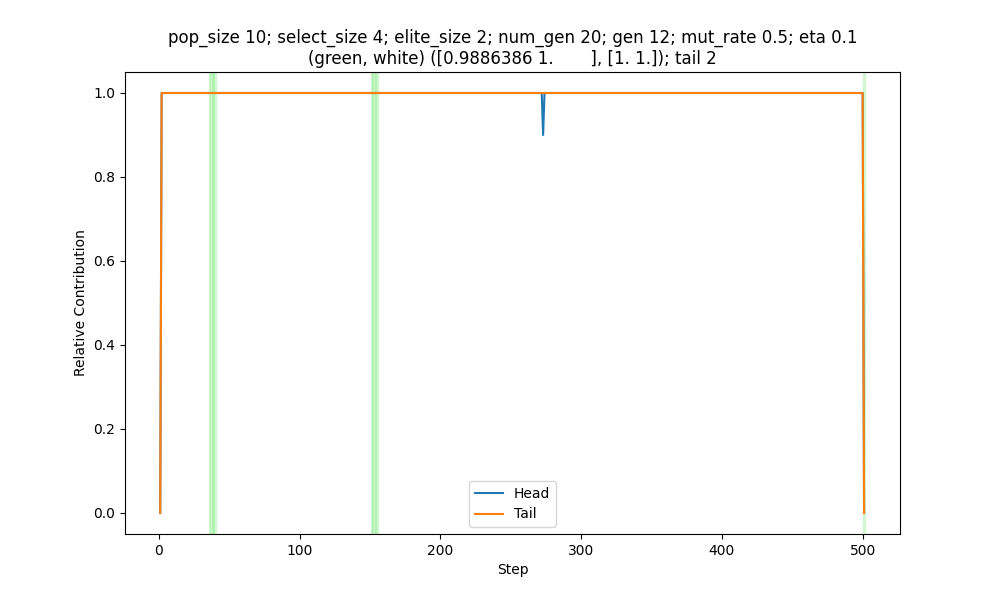 pop_size 10; select_size 4; elite_size 2; num_gen 20; gen 12; mut_rate 0.5; eta 0.1
(green, white) ([0.9886386 1.        ], [1. 1.]); tail 2
1.0
0.8
0.6
0.4
0.2
0.0
Relative Contribution
Head
Tail
0
100
200
300
400
500
Step